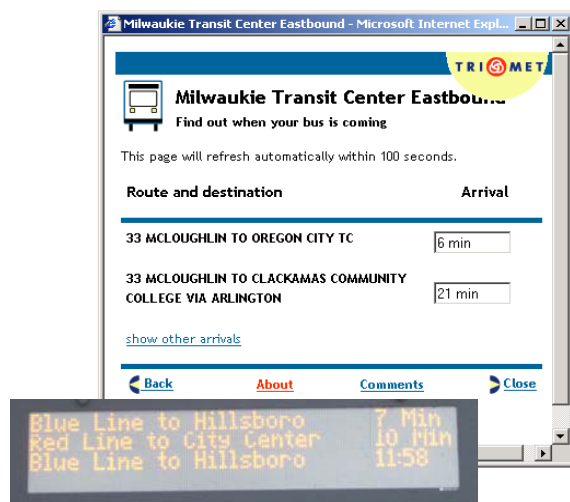 Milwaukie Transit Center Eastbound - Microsoft Internet Expl...
TRI MET
Milwaukie Transit Center Eastbound
Find out when your bus is coming
This page will refresh automatically within 100 seconds.
Route and destination Arrival
33 MCLOUGHLIN TO OREGON CITY TC 6 min
33 MCLOUGHLIN TO CLACKAMAS COMMUNITY
COLLEGE VIA ARLINGTON 21 min
show other arrivals
Back About Comments Close
Blue Line to Hillsboro 7 Min
Red Line to City Center 10 Min
Blue Line to Hillsboro 11:58